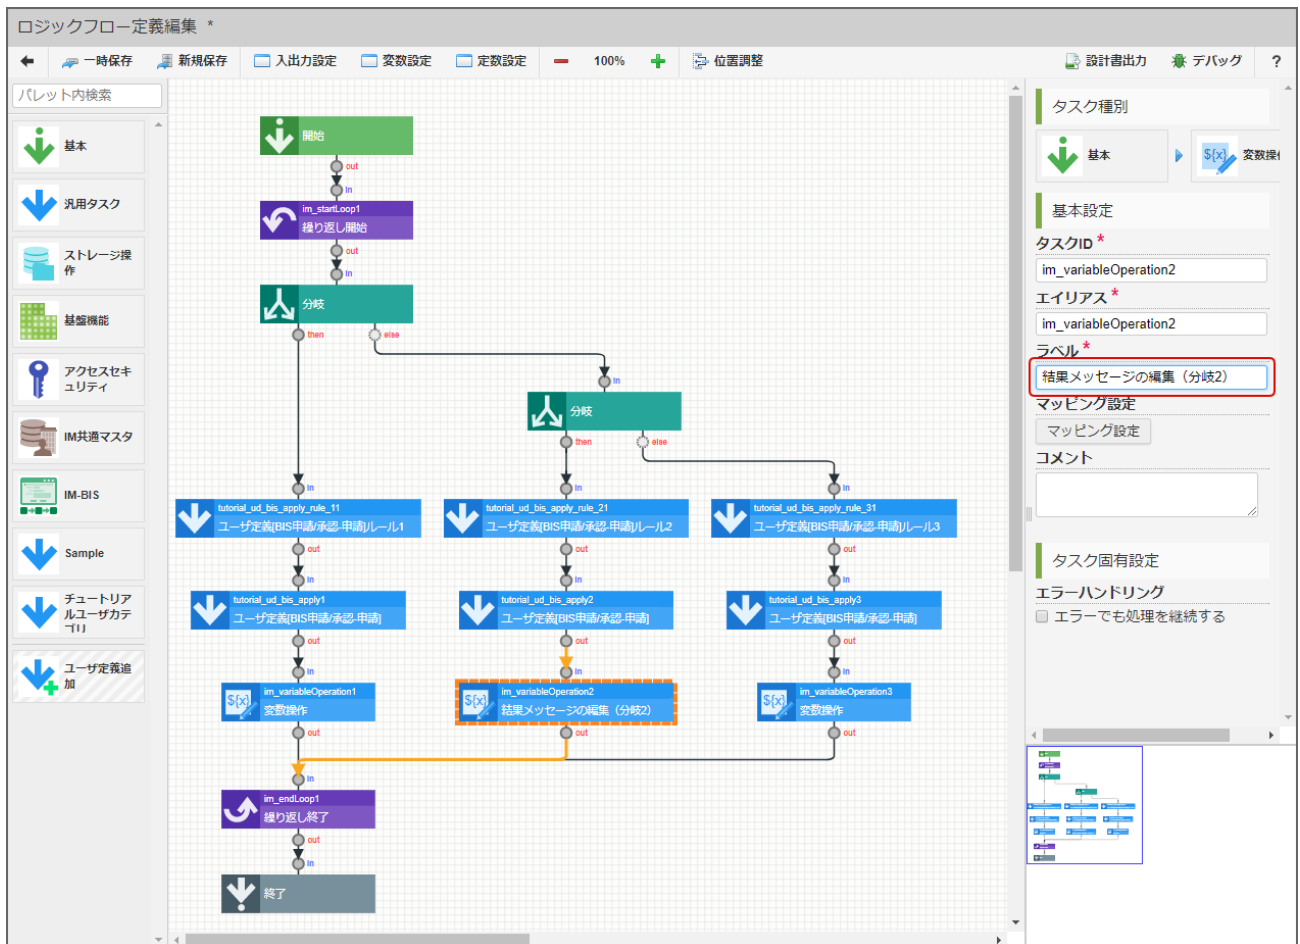 ロジックフロー定義編集 *
一時保存
新規保存
入出力設定
変数設定
定数設定
100%
位置調整
設計書出力
デバッグ
?
パレット内検索
基本
汎用タスク
ストレージ操
作
基盤機能
アクセスセキ
ュリティ
IM共通マスタ
IM-BIS
Sample
チュートリア
ルユーザカテ
ゴリ
ユーザ定義追
加
開始
out
in
im_startLoop1
繰り返し開始
out
in
分岐
then
else
in
分岐
then
else
in
in
in
tutorial_ud_bis_apply_rule_11
ユーザ定義[BIS申請/承認-申請]ルール1
tutorial_ud_bis_apply_rule_21
ユーザ定義[BIS申請/承認-申請]ルール2
tutorial_ud_bis_apply_rule_31
ユーザ定義[BIS申請/承認-申請]ルール3
out
out
out
in
in
in
tutorial_ud_bis_apply1
ユーザ定義[BIS申請/承認-申請]
tutorial_ud_bis_apply2
ユーザ定義[BIS申請/承認-申請]
tutorial_ud_bis_apply3
ユーザ定義[BIS申請/承認-申請]
out
out
out
in
in
in
${x}
im_variableOperation1
変数操作
${x}
im_variableOperation2
結果メッセージの編集（分岐2）
${x}
im_variableOperation3
変数操作
out
out
out
in
im_endLoop1
繰り返し終了
out
in
終了
タスク種別
基本
${x}
変数操
基本設定
タスクID *
im_variableOperation2
エイリアス *
im_variableOperation2
ラベル *
結果メッセージの編集（分岐2）
マッピング設定
マッピング設定
コメント
タスク固有設定
エラーハンドリング
エラーでも処理を継続する